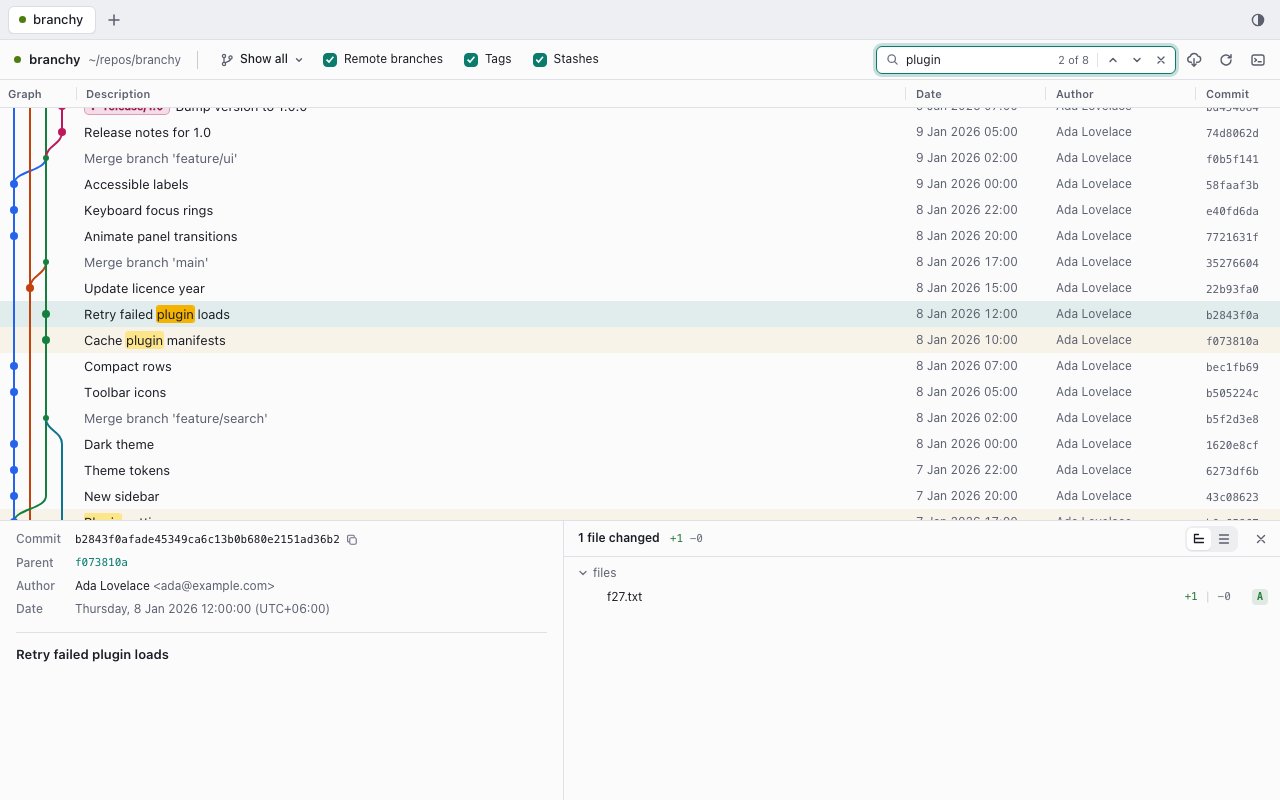 branchy
branchy ~/repos/branchy Show all Remote branches Tags Stashes plugin 2 of 8
Graph Description Date Author Commit
release/1.0 Bump version to 1.0.0 Ada Lovelace
Release notes for 1.0 9 Jan 2026 05:00 Ada Lovelace 74d8062d
Merge branch 'feature/ui' 9 Jan 2026 02:00 Ada Lovelace f0b5f141
Accessible labels 9 Jan 2026 00:00 Ada Lovelace 58faaf3b
Keyboard focus rings 8 Jan 2026 22:00 Ada Lovelace e40fd6da
Animate panel transitions 8 Jan 2026 20:00 Ada Lovelace 7721631f
Merge branch 'main' 8 Jan 2026 17:00 Ada Lovelace 35276604
Update licence year 8 Jan 2026 15:00 Ada Lovelace 22b93fa0
Retry failed plugin loads 8 Jan 2026 12:00 Ada Lovelace b2843f0a
Cache plugin manifests 8 Jan 2026 10:00 Ada Lovelace f073810a
Compact rows 8 Jan 2026 07:00 Ada Lovelace bec1fb69
Toolbar icons 8 Jan 2026 05:00 Ada Lovelace b505224c
Merge branch 'feature/search' 8 Jan 2026 02:00 Ada Lovelace b5f2d3e8
Dark theme 8 Jan 2026 00:00 Ada Lovelace 1620e8cf
Theme tokens 7 Jan 2026 22:00 Ada Lovelace 6273df6b
New sidebar 7 Jan 2026 20:00 Ada Lovelace 43c08623
Commit b2843f0afade45349ca6c13b0b680e2151ad36b2
Parent f073810a
Author Ada Lovelace <ada@example.com>
Date Thursday, 8 Jan 2026 12:00:00 (UTC+06:00)
Retry failed plugin loads
1 file changed +1 −0
files
f27.txt +1 | −0 A